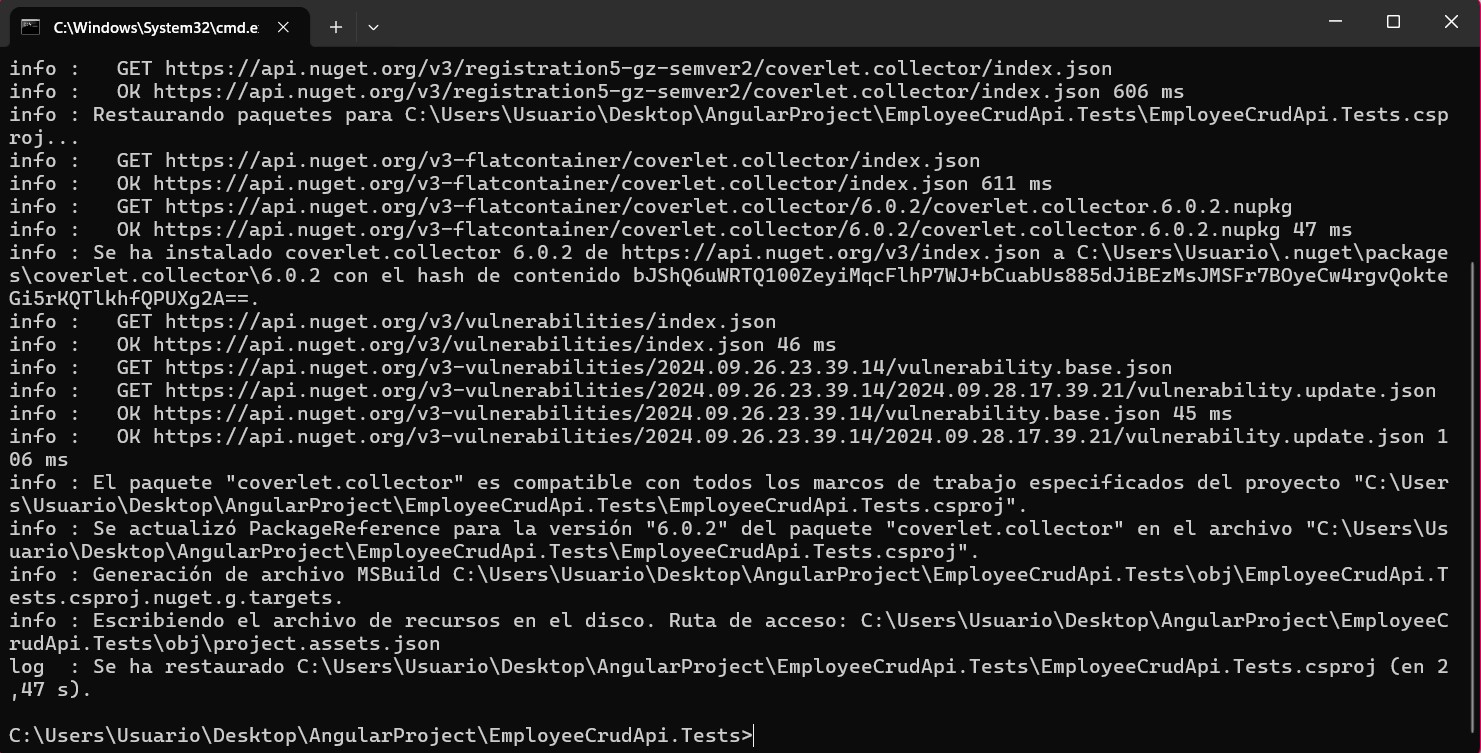 C:\Windows\System32\cmd.e
info :   GET https://api.nuget.org/v3/registration5-gz-semver2/coverlet.collector/index.json
info :   OK https://api.nuget.org/v3/registration5-gz-semver2/coverlet.collector/index.json 606 ms
info : Restaurando paquetes para C:\Users\Usuario\Desktop\AngularProject\EmployeeCrudApi.Tests\EmployeeCrudApi.Tests.csp
roj...
info :   GET https://api.nuget.org/v3-flatcontainer/coverlet.collector/index.json
info :   OK https://api.nuget.org/v3-flatcontainer/coverlet.collector/index.json 611 ms
info :   GET https://api.nuget.org/v3-flatcontainer/coverlet.collector/6.0.2/coverlet.collector.6.0.2.nupkg
info :   OK https://api.nuget.org/v3-flatcontainer/coverlet.collector/6.0.2/coverlet.collector.6.0.2.nupkg 47 ms
info : Se ha instalado coverlet.collector 6.0.2 de https://api.nuget.org/v3/index.json a C:\Users\Usuario\.nuget\package
s\coverlet.collector\6.0.2 con el hash de contenido bJShQ6uWRTQ100ZeyiMqcFlhP7WJ+bCuabUs885dJiBEzMsJMSFr7BOyeCw4rgvQokte
Gi5rKQTlkhfQPUXg2A==.
info :   GET https://api.nuget.org/v3/vulnerabilities/index.json
info :   OK https://api.nuget.org/v3/vulnerabilities/index.json 46 ms
info :   GET https://api.nuget.org/v3-vulnerabilities/2024.09.26.23.39.14/vulnerability.base.json
info :   GET https://api.nuget.org/v3-vulnerabilities/2024.09.26.23.39.14/2024.09.28.17.39.21/vulnerability.update.json
info :   OK https://api.nuget.org/v3-vulnerabilities/2024.09.26.23.39.14/vulnerability.base.json 45 ms
info :   OK https://api.nuget.org/v3-vulnerabilities/2024.09.26.23.39.14/2024.09.28.17.39.21/vulnerability.update.json 1
06 ms
info : El paquete "coverlet.collector" es compatible con todos los marcos de trabajo especificados del proyecto "C:\User
s\Usuario\Desktop\AngularProject\EmployeeCrudApi.Tests\EmployeeCrudApi.Tests.csproj".
info : Se actualizó PackageReference para la versión "6.0.2" del paquete "coverlet.collector" en el archivo "C:\Users\Us
uario\Desktop\AngularProject\EmployeeCrudApi.Tests\EmployeeCrudApi.Tests.csproj".
info : Generación de archivo MSBuild C:\Users\Usuario\Desktop\AngularProject\EmployeeCrudApi.Tests\obj\EmployeeCrudApi.T
ests.csproj.nuget.g.targets.
info : Escribiendo el archivo de recursos en el disco. Ruta de acceso: C:\Users\Usuario\Desktop\AngularProject\EmployeeC
rudApi.Tests\obj\project.assets.json
log  : Se ha restaurado C:\Users\Usuario\Desktop\AngularProject\EmployeeCrudApi.Tests\EmployeeCrudApi.Tests.csproj (en 2
,47 s).
C:\Users\Usuario\Desktop\AngularProject\EmployeeCrudApi.Tests>